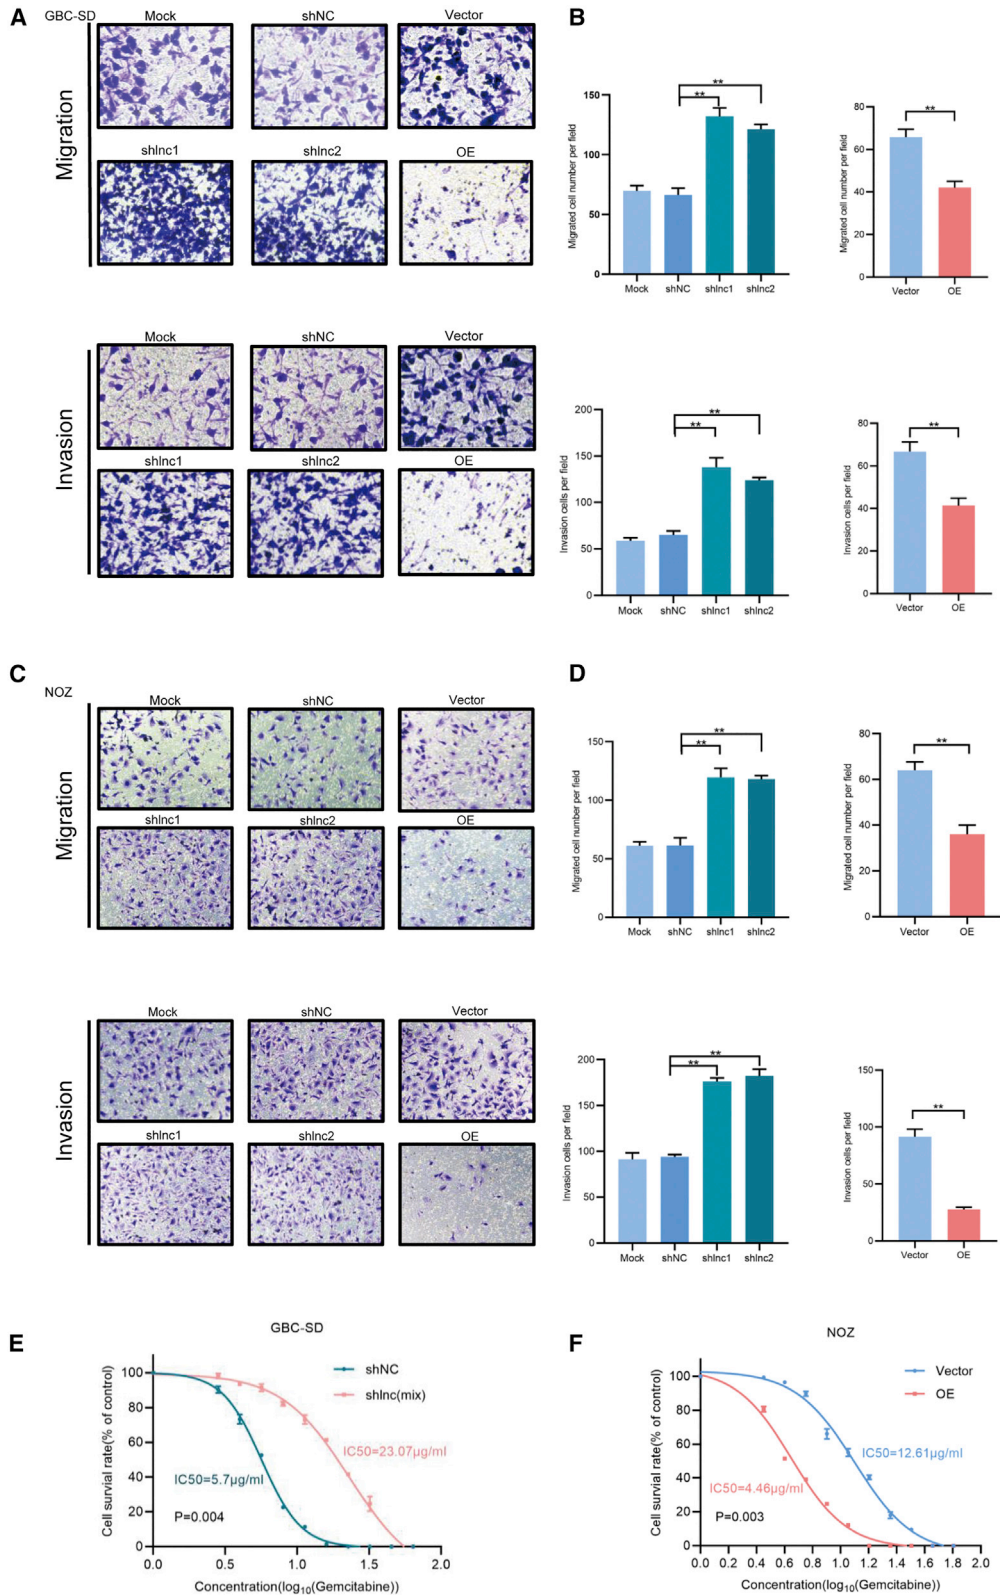 A
GBC-SD
Mock
shNC
Vector
Migration
shlnc1
shlnc2
OE
Mock
shNC
Vector
Invasion
shlnc1
shlnc2
OE
B
Migrated cell number per field
150
100
50
0
**
**
Mock
shNC
shlnc1
shlnc2
Migrated cell number per field
80
60
40
20
0
**
Vector
OE
Invasion cells per field
200
150
100
50
0
**
**
Mock
shNC
shlnc1
shlnc2
Invasion cells per field
80
60
40
20
0
**
Vector
OE
C
NOZ
Mock
shNC
Vector
Migration
shlnc1
shlnc2
OE
Mock
shNC
Vector
Invasion
shlnc1
shlnc2
OE
D
Migrated cell number per field
150
100
50
0
**
**
Mock
shNC
shlnc1
shlnc2
Migrated cell number per field
80
60
40
20
0
**
Vector
OE
Invasion cells per field
200
150
100
50
0
**
**
Mock
shNC
shlnc1
shlnc2
Invasion cells per field
150
100
50
0
**
Vector
OE
E
GBC-SD
Cell survial rate(% of control)
100
80
60
40
20
0
shNC
shlnc(mix)
IC50=23.07μg/ml
IC50=5.7μg/ml
P=0.004
0.0 0.5 1.0 1.5 2.0
Concentration(log10(Gemcitabine))
F
NOZ
Cell survial rate(% of control)
100
80
60
40
20
0
Vector
OE
IC50=12.61μg/ml
IC50=4.46μg/ml
P=0.003
0.0 0.2 0.4 0.6 0.8 1.0 1.2 1.4 1.6 1.8 2.0
Concentration(log10(Gemcitabine))